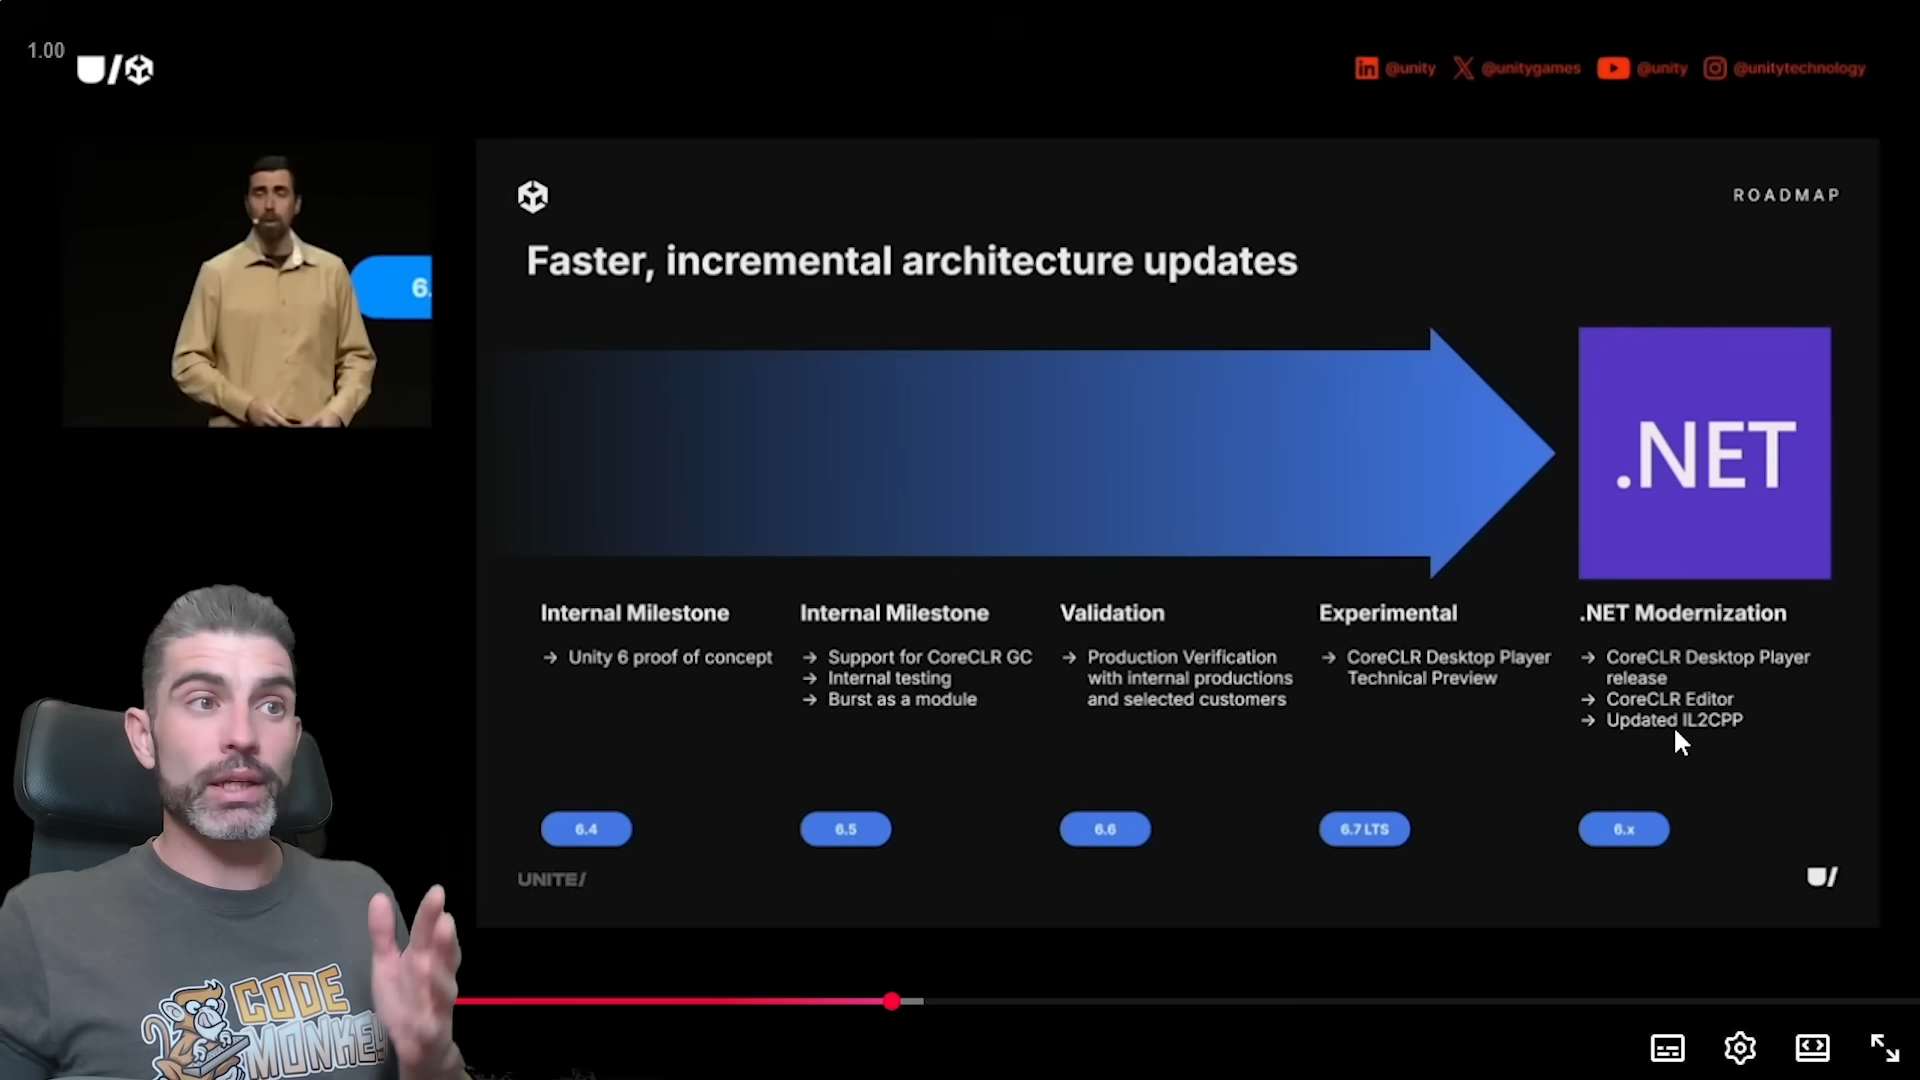 1.00
@unity
@unitygames
@unity
@unitytechnology
6.
ROADMAP
Faster, incremental architecture updates
.NET
Internal Milestone
→ Unity 6 proof of concept
6.4
Internal Milestone
→ Support for CoreCLR GC
→ Internal testing
→ Burst as a module
6.5
Validation
→ Production Verification
with internal productions
and selected customers
6.6
Experimental
→ CoreCLR Desktop Player
Technical Preview
6.7 LTS
.NET Modernization
→ CoreCLR Desktop Player
release
→ CoreCLR Editor
→ Updated IL2CPP
6.x
UNITE/
CODE
MONKEY